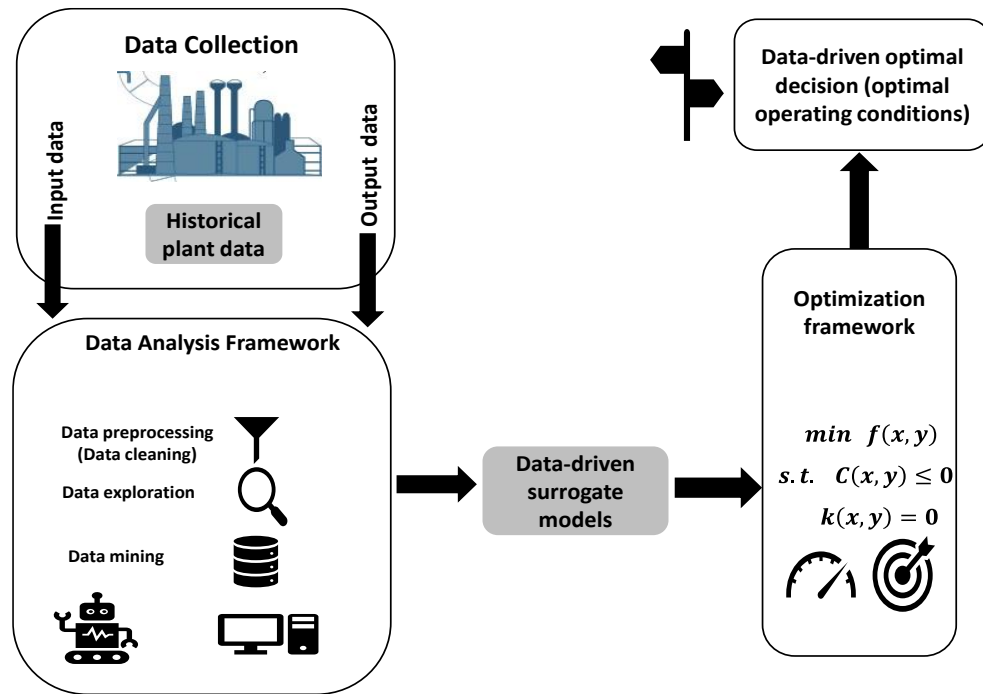 Data Collection
Input data
Output data
Historical
plant data
Data Analysis Framework
Data preprocessing
(Data cleaning)
Data exploration
Data mining
Data-driven
surrogate
models
Optimization
framework
min f(x, y)
s. t. C(x, y) ≤ 0
k(x, y) = 0
Data-driven optimal
decision (optimal
operating conditions)